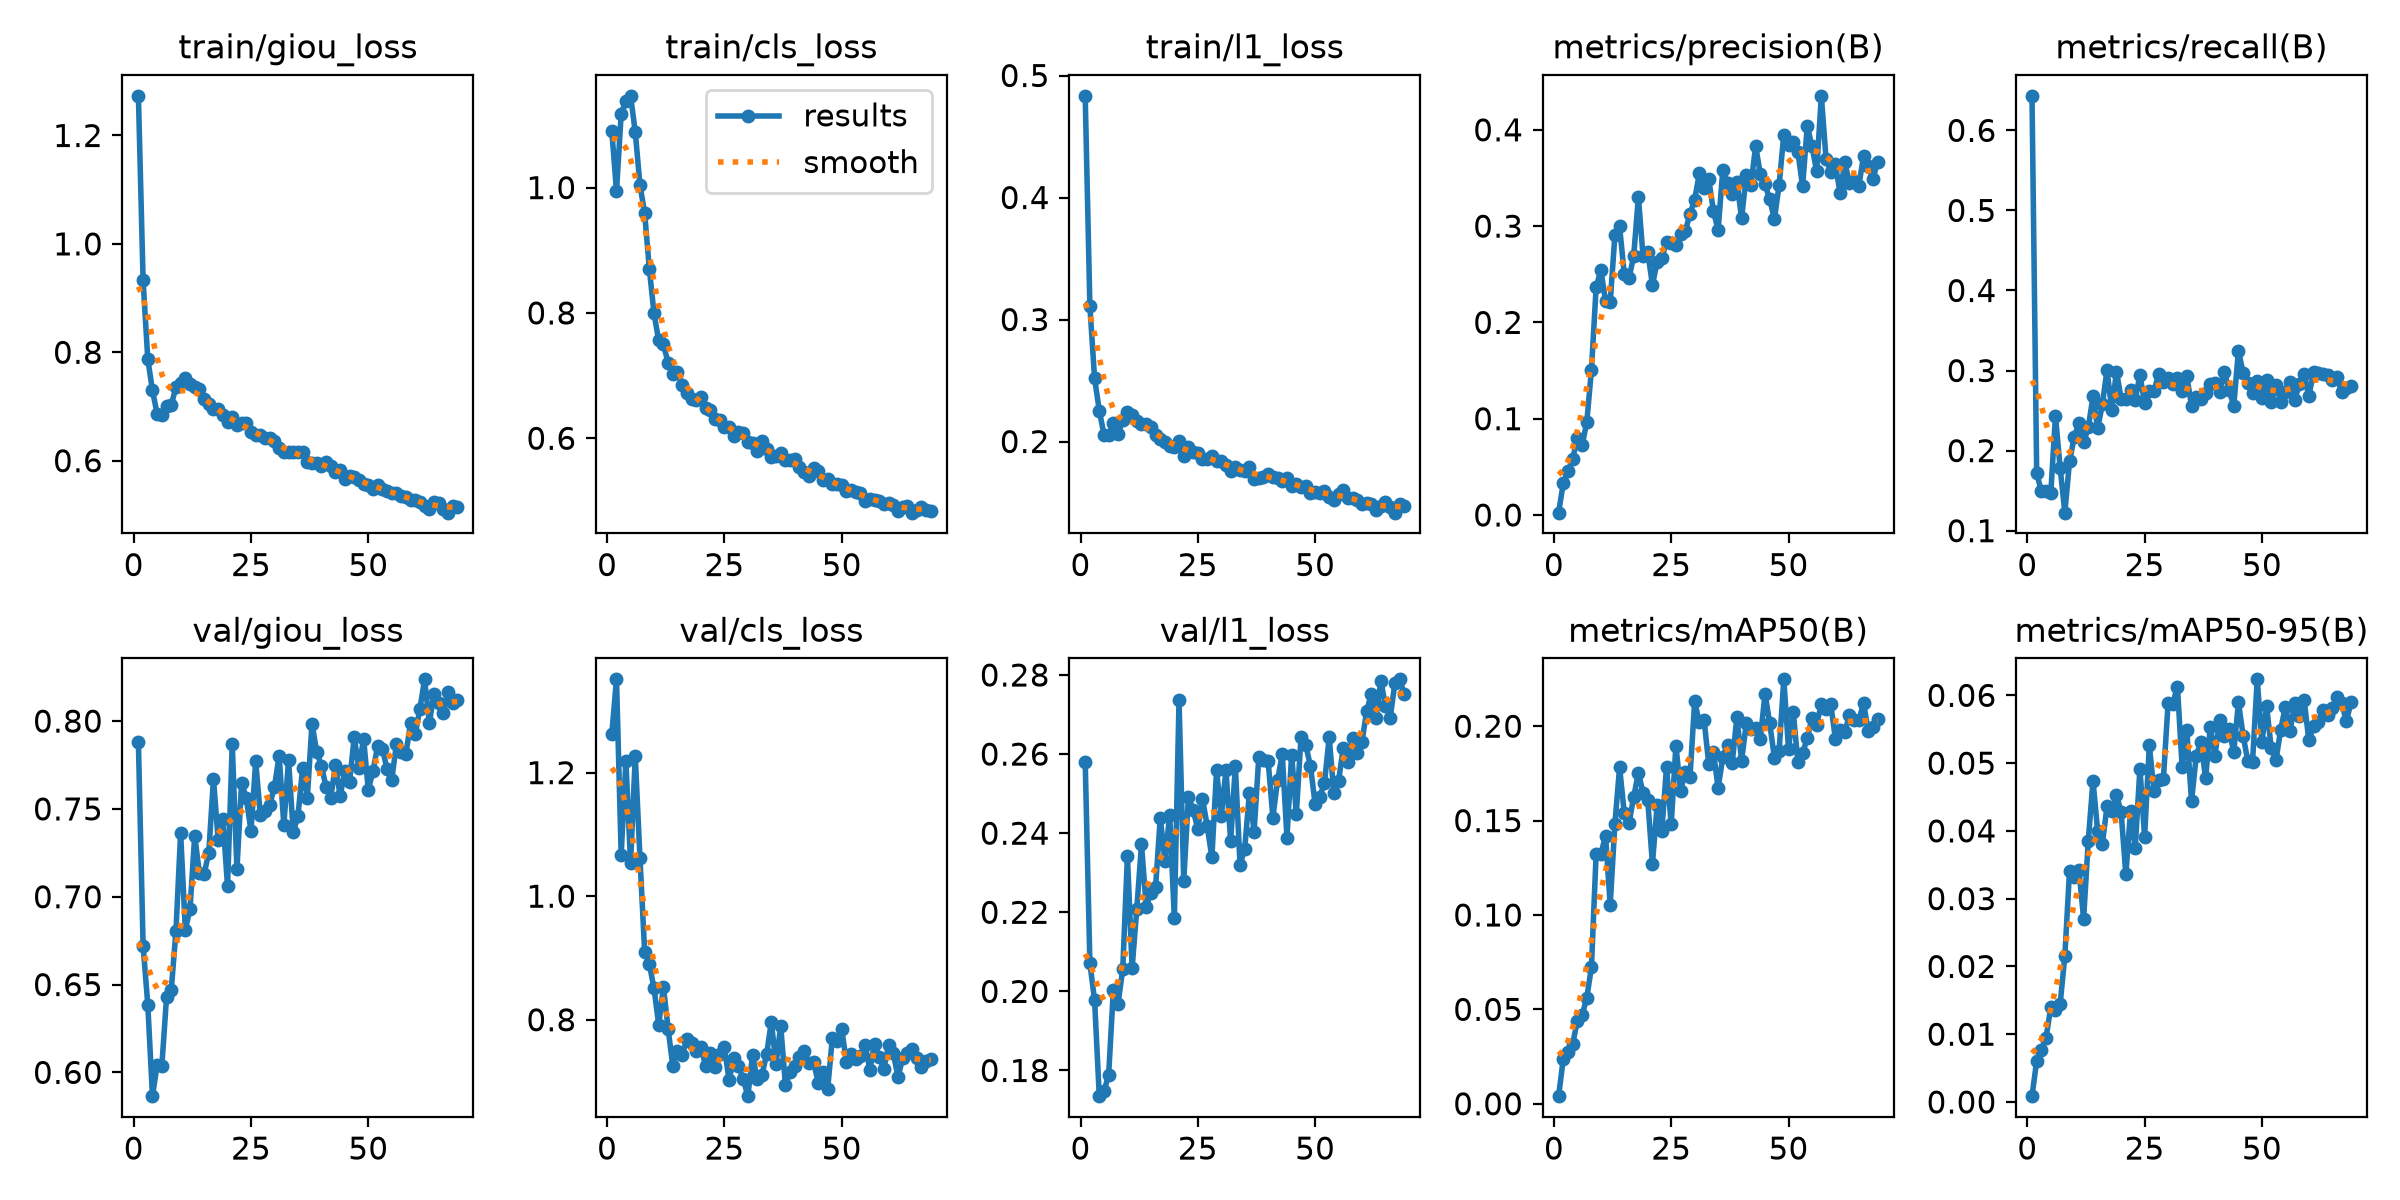 train/giou_loss
train/cls_loss
train/l1_loss
metrics/precision(B)
metrics/recall(B)
1.2
1.0
0.8
0.6
0 25 50
results
smooth
1.0
0.8
0.6
0 25 50
0.5
0.4
0.3
0.2
0 25 50
0.4
0.3
0.2
0.1
0.0
0 25 50
0.6
0.5
0.4
0.3
0.2
0.1
0 25 50
val/giou_loss
val/cls_loss
val/l1_loss
metrics/mAP50(B)
metrics/mAP50-95(B)
0.80
0.75
0.70
0.65
0.60
0 25 50
1.2
1.0
0.8
0 25 50
0.28
0.26
0.24
0.22
0.20
0.18
0 25 50
0.20
0.15
0.10
0.05
0.00
0 25 50
0.06
0.05
0.04
0.03
0.02
0.01
0.00
0 25 50